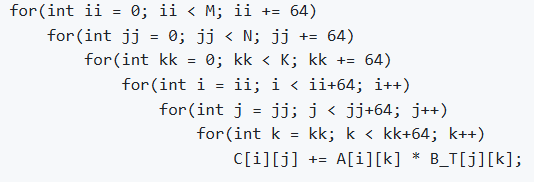 for(int ii = 0; ii < M; ii += 64)
for(int jj = 0; jj < N; jj += 64)
for(int kk = 0; kk < K; kk += 64)
for(int i = ii; i < ii+64; i++)
for(int j = jj; j < jj+64; j++)
for(int k = kk; k < kk+64; k++)
C[i][j] += A[i][k] * B_T[j][k];